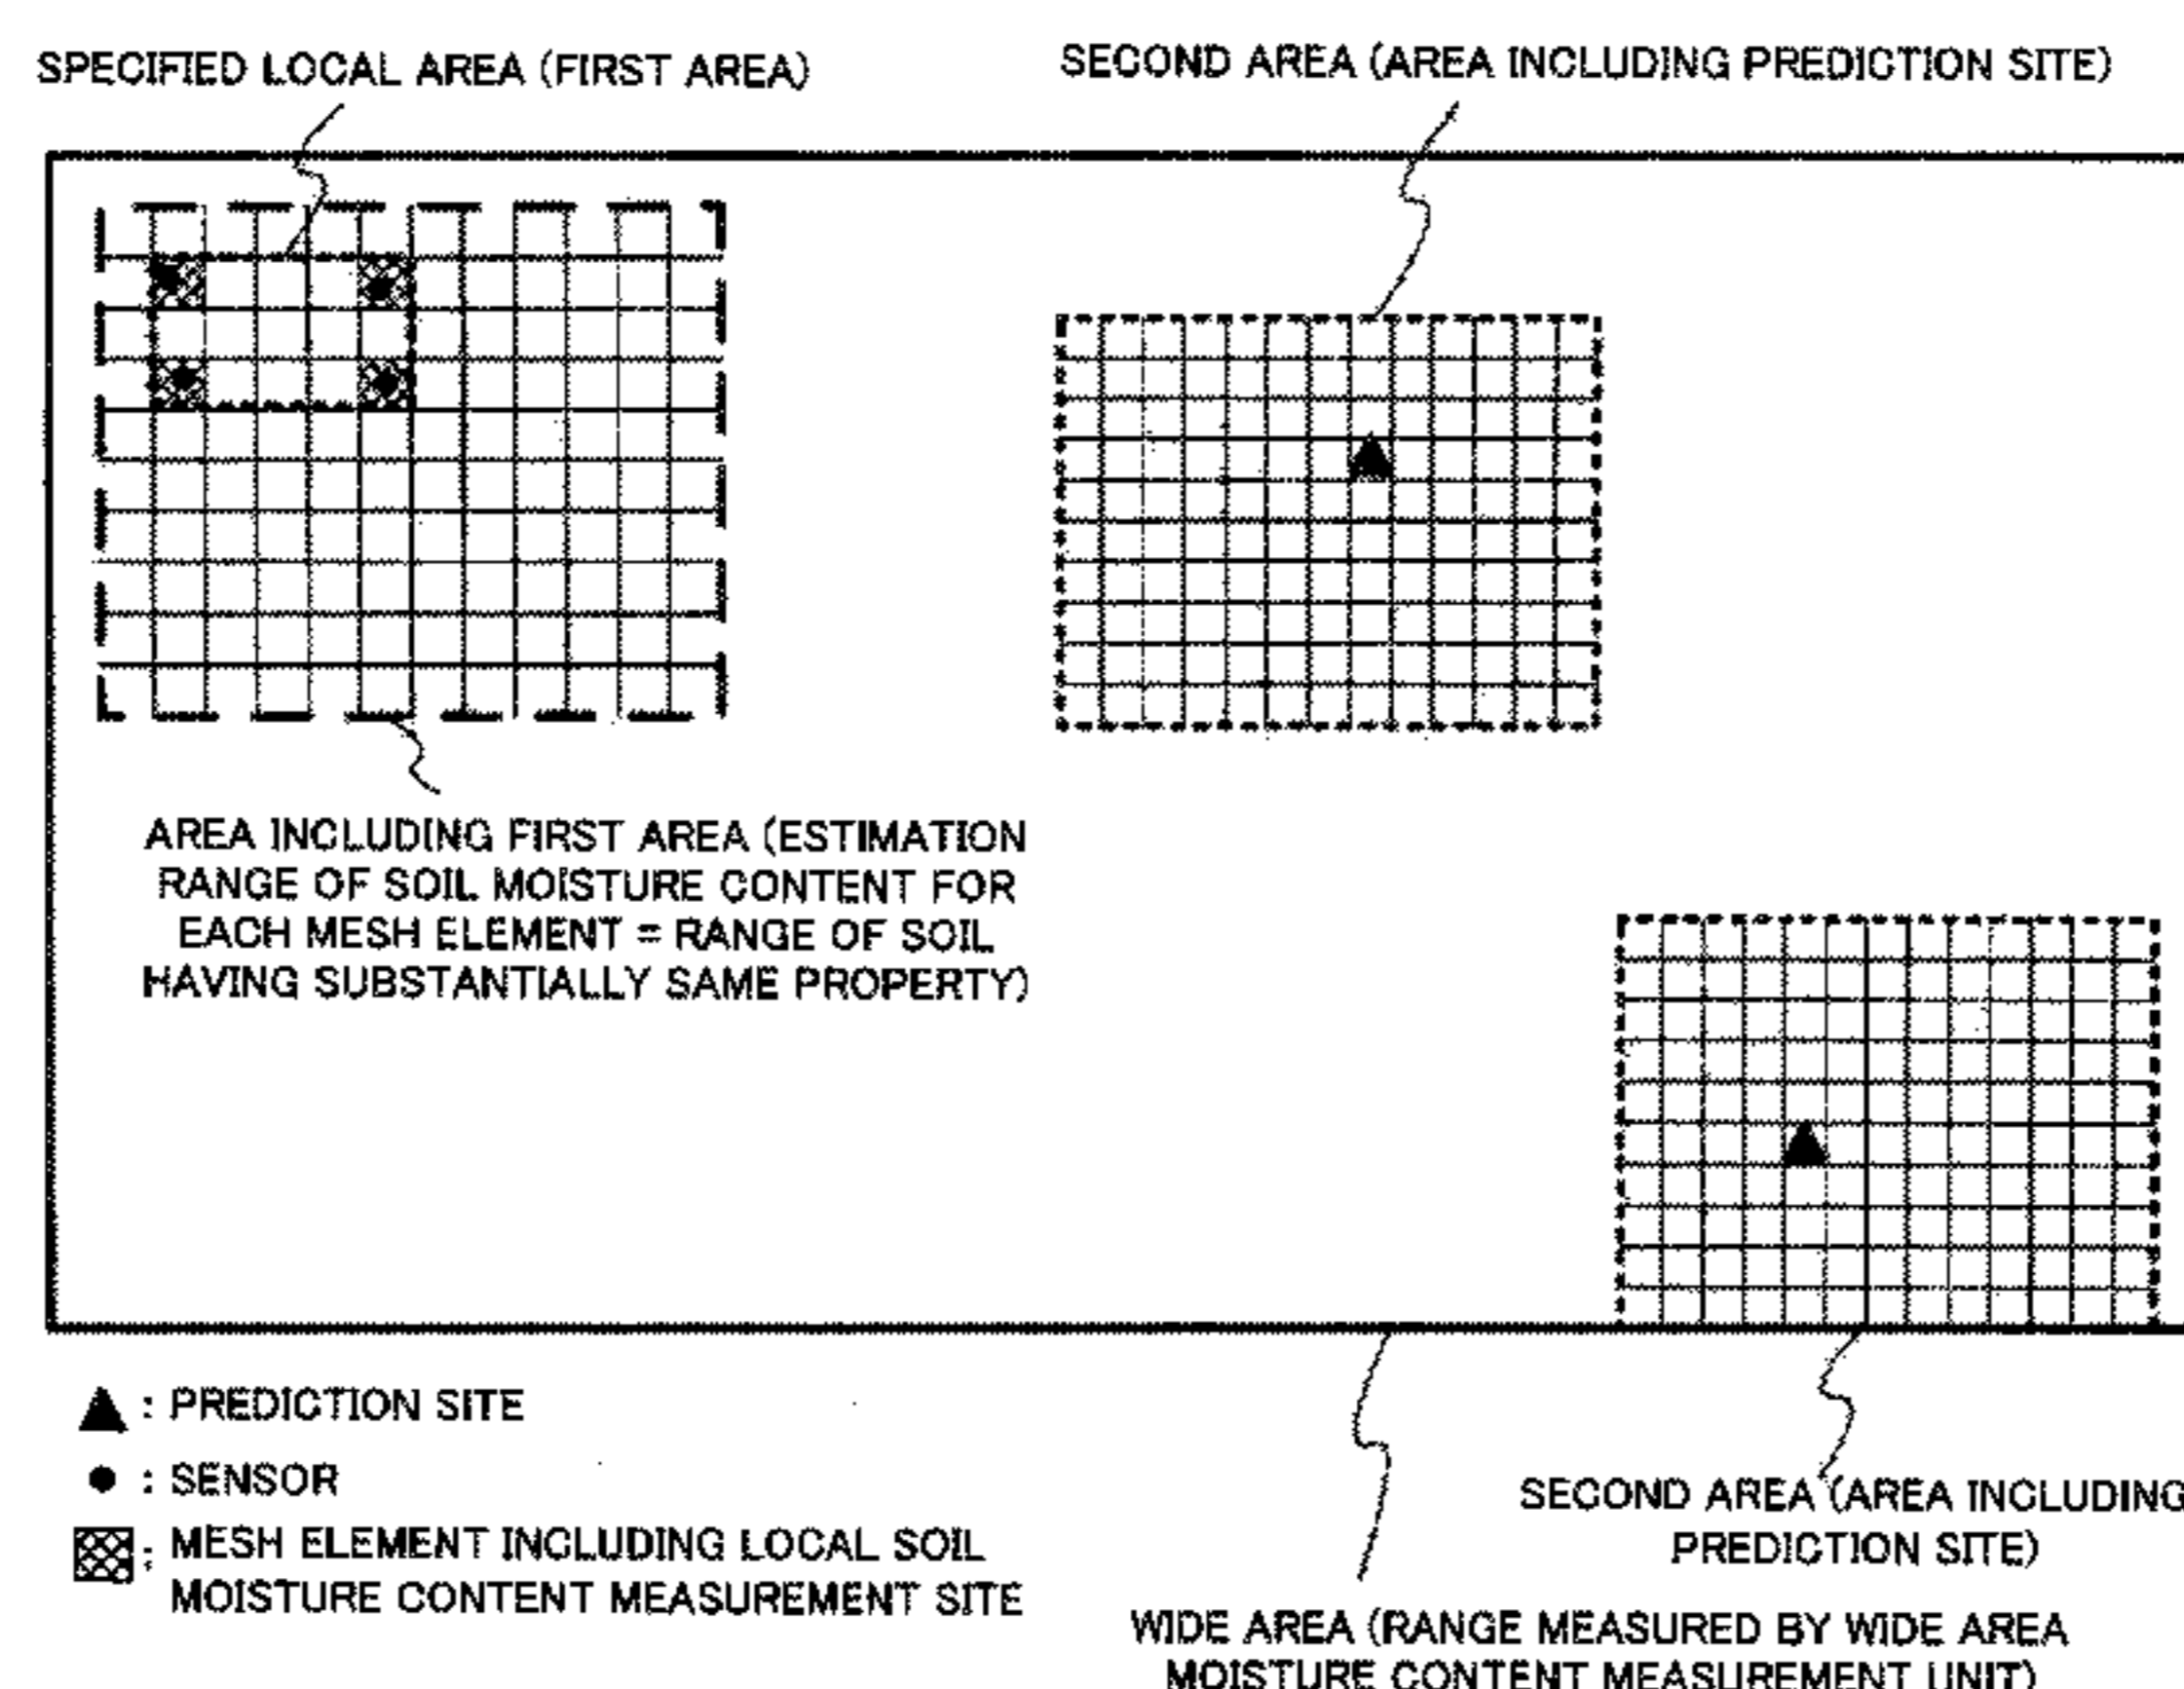 SPECIFIED LOCAL AREA (FIRST AREA)
SECOND AREA (AREA INCLUDING PREDICTION SITE)
AREA INCLUDING FIRST AREA (ESTIMATION
RANGE OF SOIL MOISTURE CONTENT FOR
EACH MESH ELEMENT = RANGE OF SOIL
HAVING SUBSTANTIALLY SAME PROPERTY)
: PREDICTION SITE
: SENSOR
: MESH ELEMENT INCLUDING LOCAL SOIL
MOISTURE CONTENT MEASUREMENT SITE
SECOND AREA (AREA INCLUDING
PREDICTION SITE)
WIDE AREA (RANGE MEASURED BY WIDE AREA
MOISTURE CONTENT MEASUREMENT UNIT)